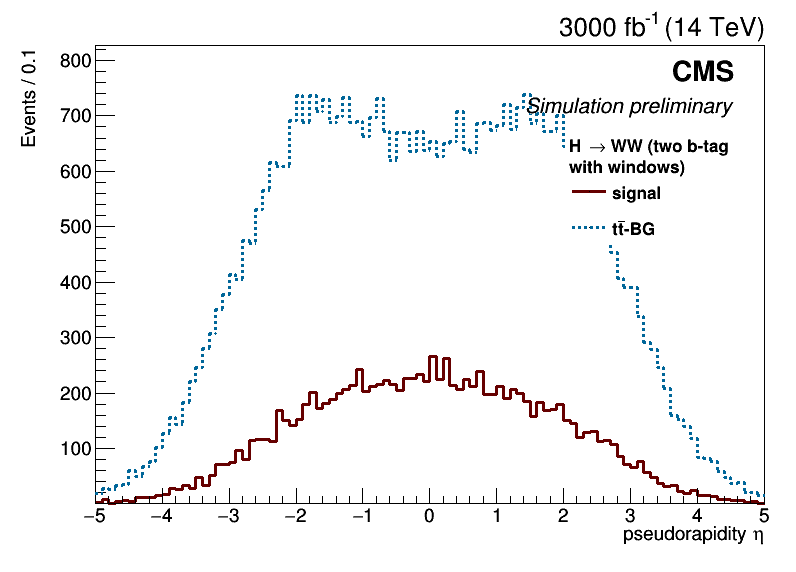 3000 fb⁻¹ (14 TeV)
CMS
Simulation preliminary
H → WW (two b-tag
with windows)
signal
tt̄-BG
Events / 0.1
800
700
600
500
400
300
200
100
−5 −4 −3 −2 −1 0 1 2 3 4 5
pseudorapidity η